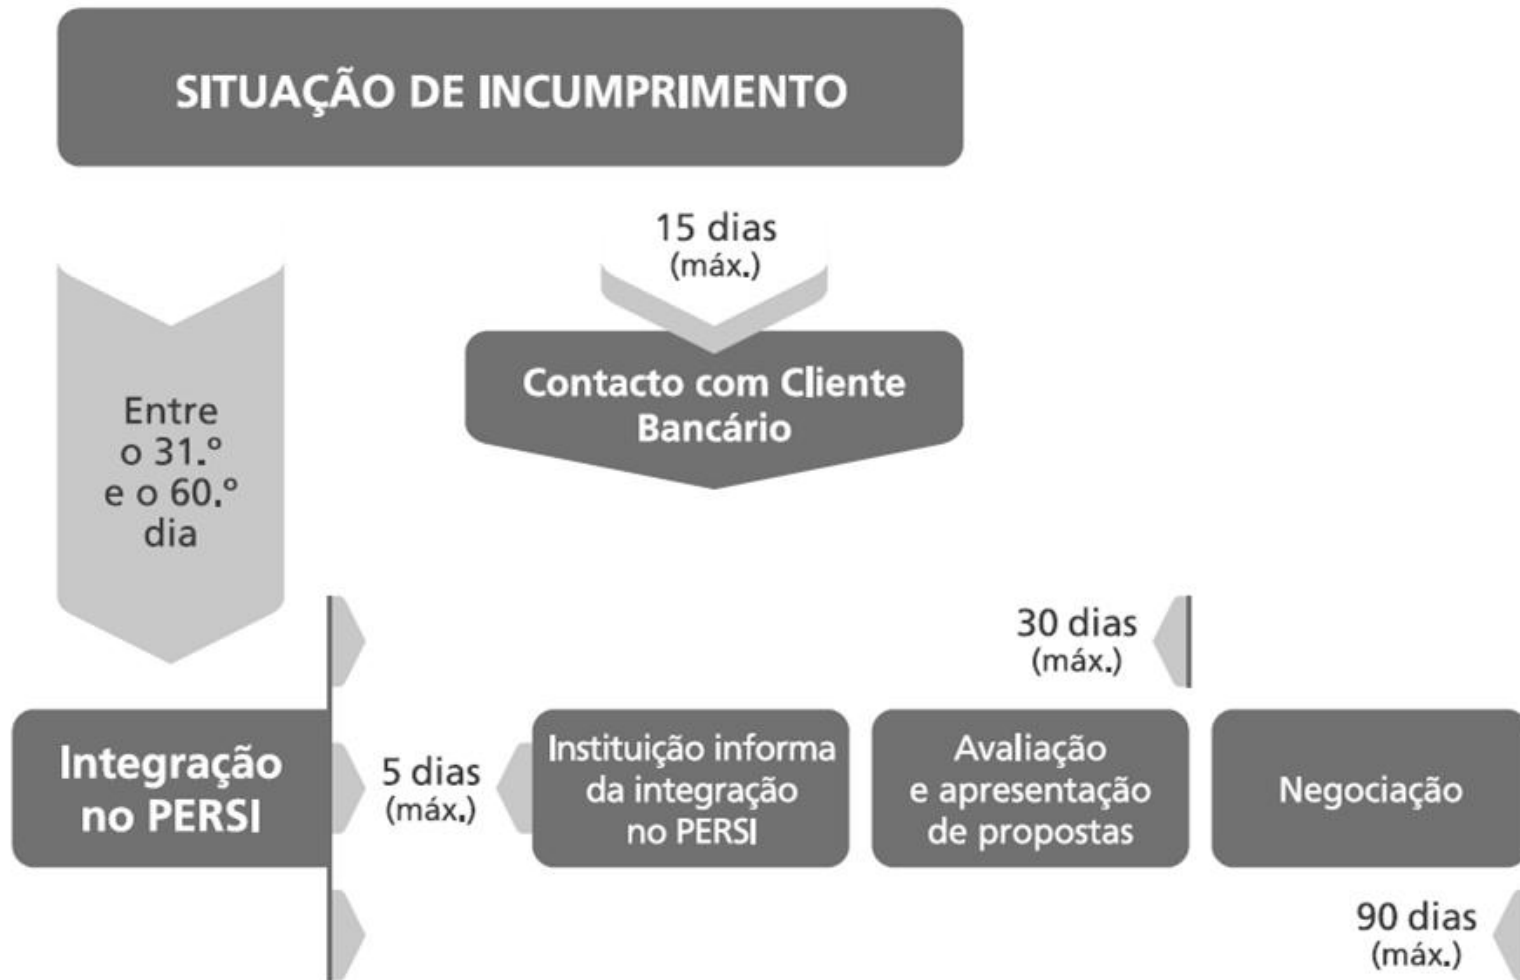 SITUAÇÃO DE INCUMPRIMENTO
15 dias
(máx.)
Contacto com Cliente
Bancário
Entre
o 31.º
e o 60.º
dia
30 dias
(máx.)
Integração
no PERSI
5 dias
(máx.)
Instituição informa
da integração
no PERSI
Avaliação
e apresentação
de propostas
Negociação
90 dias
(máx.)